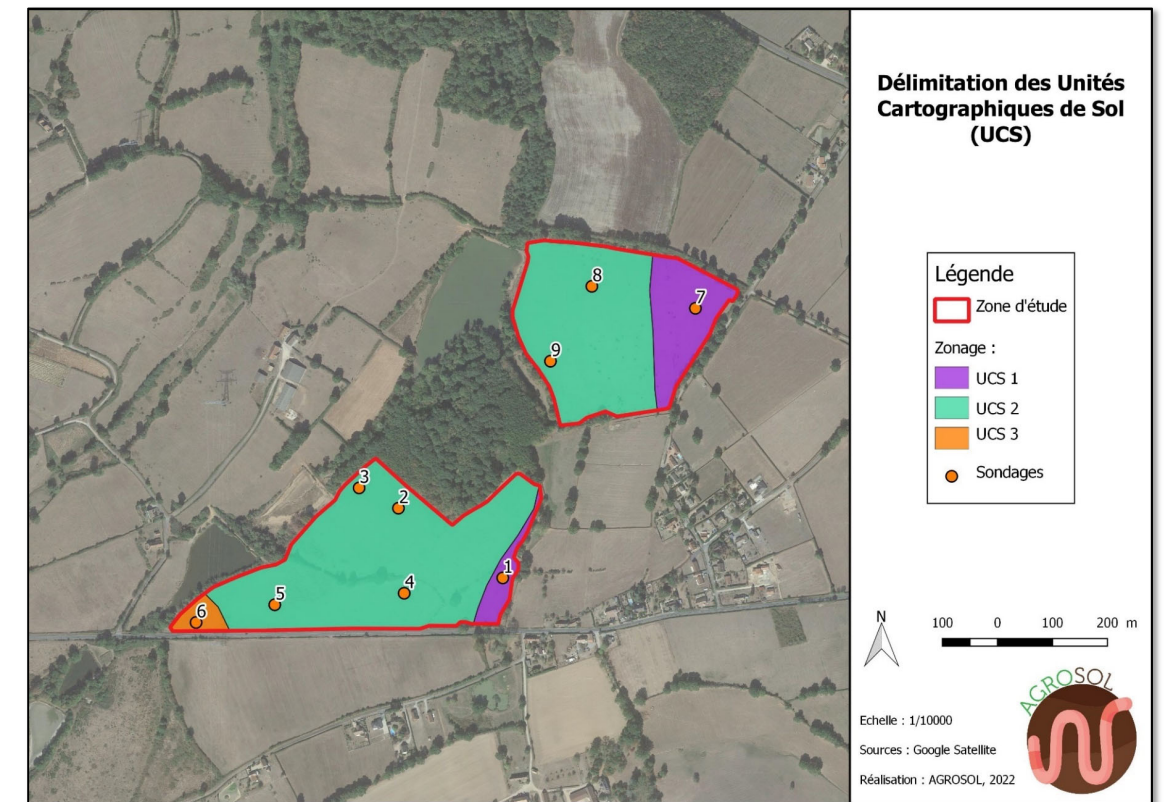 Délimitation des Unités
Cartographiques de Sol
(UCS)
Légende
Zone d'étude
Zonage :
UCS 1
UCS 2
UCS 3
Sondages
8
7
9
3
2
1
4
5
6
N
100 0 100 200 m
AGROSOL
Echelle : 1/10000
Sources : Google Satellite
Réalisation : AGROSOL, 2022